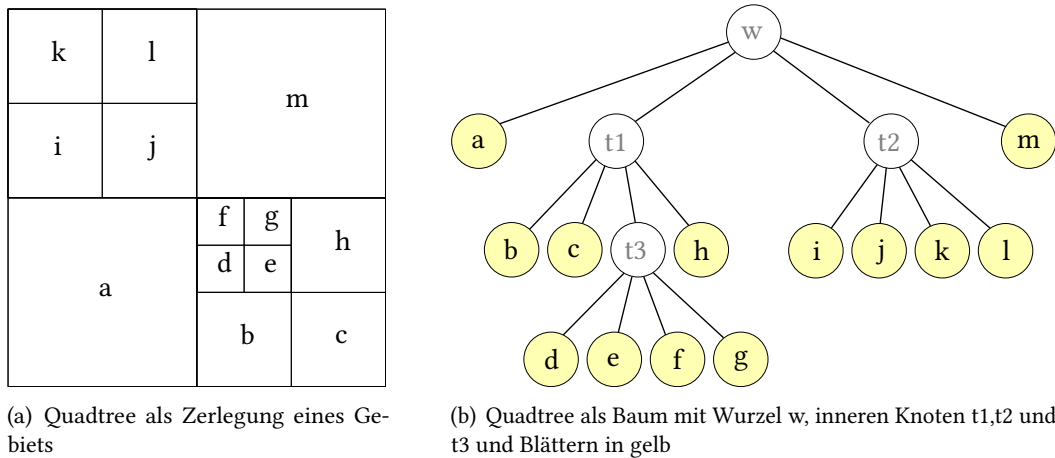 k l
m
i j
f g
h
d e
a
b c
w
a t1 t2 m
b c t3 h i j k l
d e f g
(a) Quadtree als Zerlegung eines Ge-
biets
(b) Quadtree als Baum mit Wurzel w, inneren Knoten t1,t2 und
t3 und Blättern in gelb